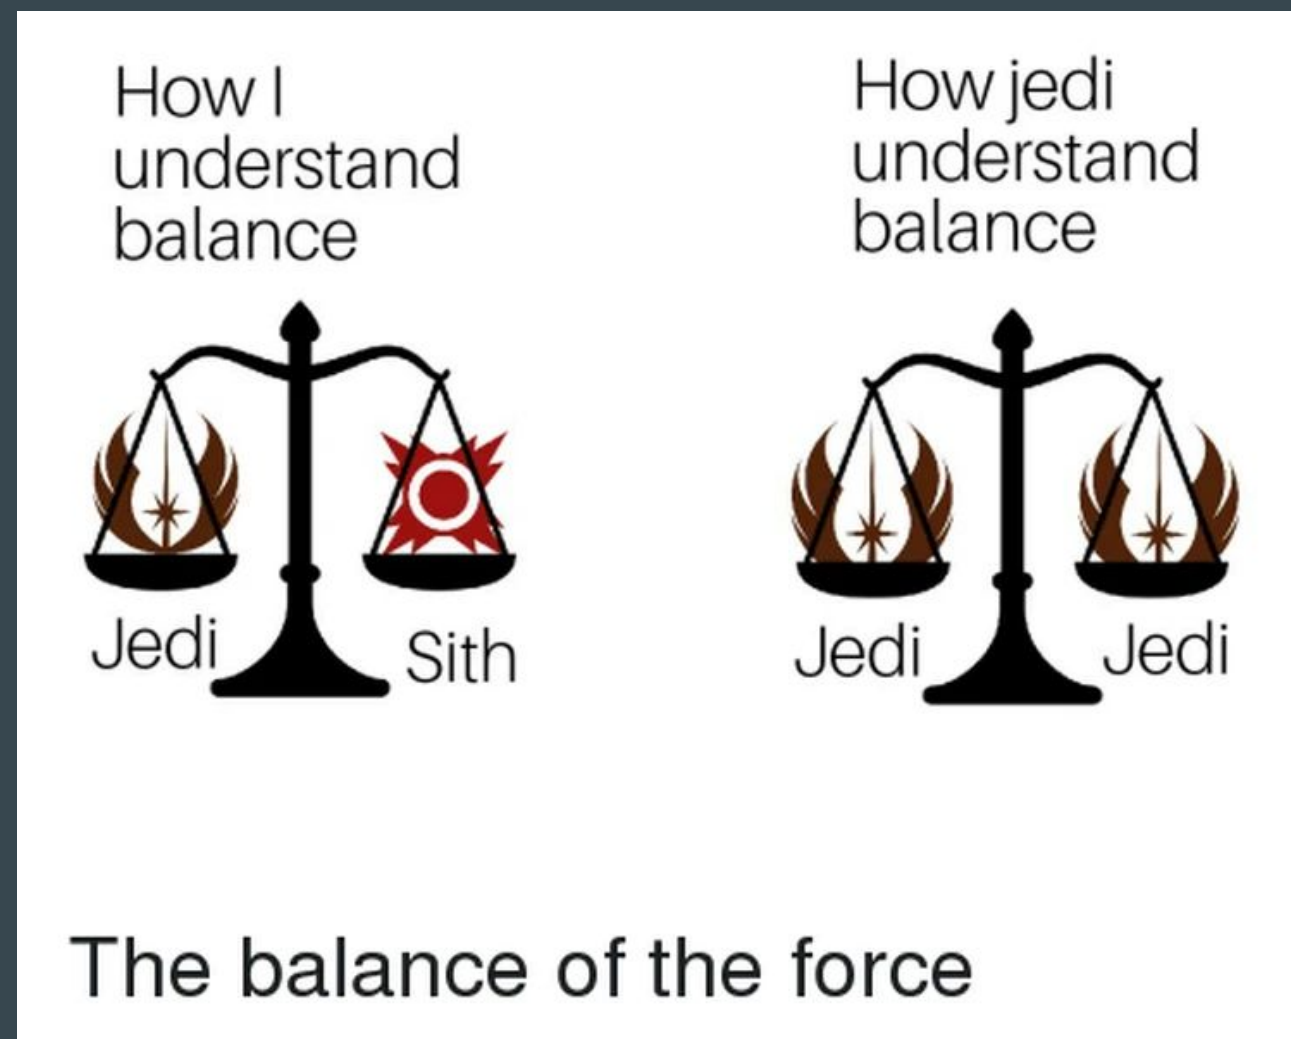 How I
understand
balance
Jedi
Sith
How jedi
understand
balance
Jedi
Jedi
The balance of the force